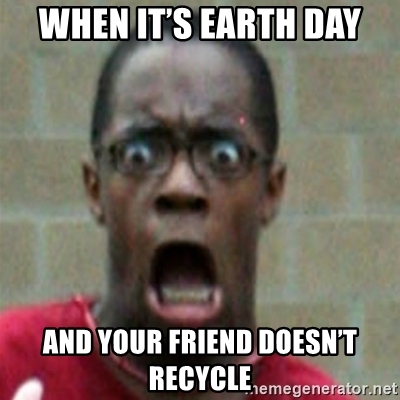 WHEN IT'S EARTH DAY
AND YOUR FRIEND DOESN'T
RECYCLE
memegenerator.net